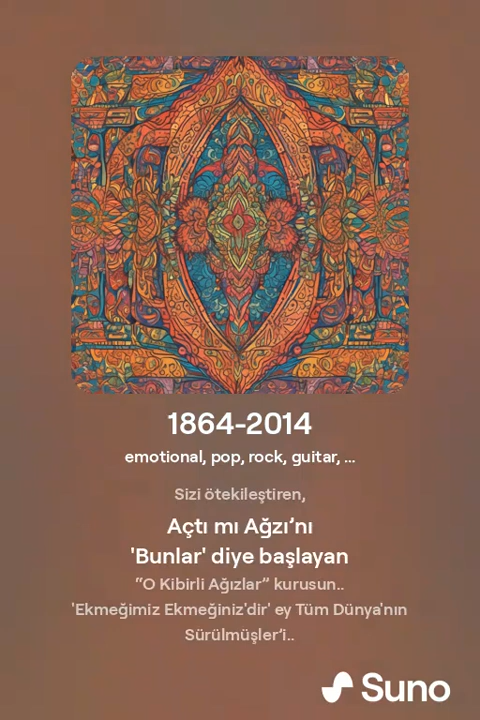 1864-2014
emotional, pop, rock, guitar, ...
Sizi ötekileştiren,
Açtı mı Ağzı’nı
'Bunlar' diye başlayan
“O Kibirli Ağızlar” kurusun..
'Ekmeğimiz Ekmeğiniz'dir' ey Tüm Dünya'nın
Sürülmüşler’i..
Suno